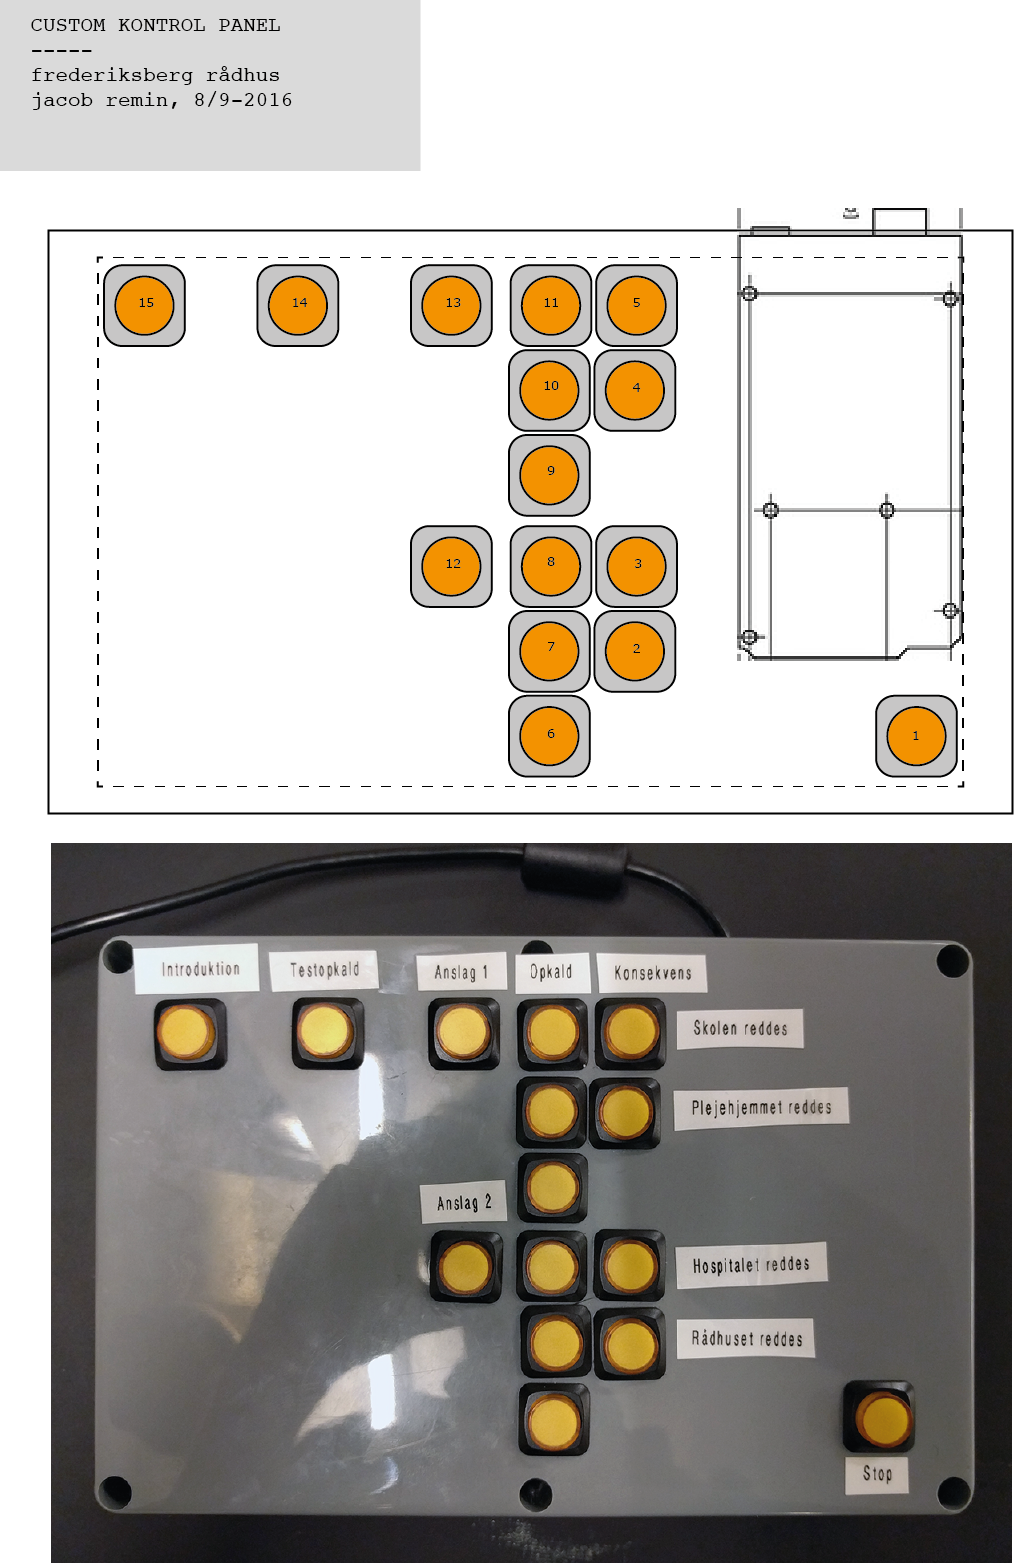 CUSTOM KONTROL PANEL
-----
frederiksberg rådhus
jacob remin, 8/9-2016
15 14 13 11 5
10 4
9
12 8 3
7 2
6 1
Introduktion Testopkald Anslag 1 Opkald Konsekvens
Skolen reddes
Plejehjemmet reddes
Anslag 2
Hospitalet reddes
Rådhuset reddes
Stop